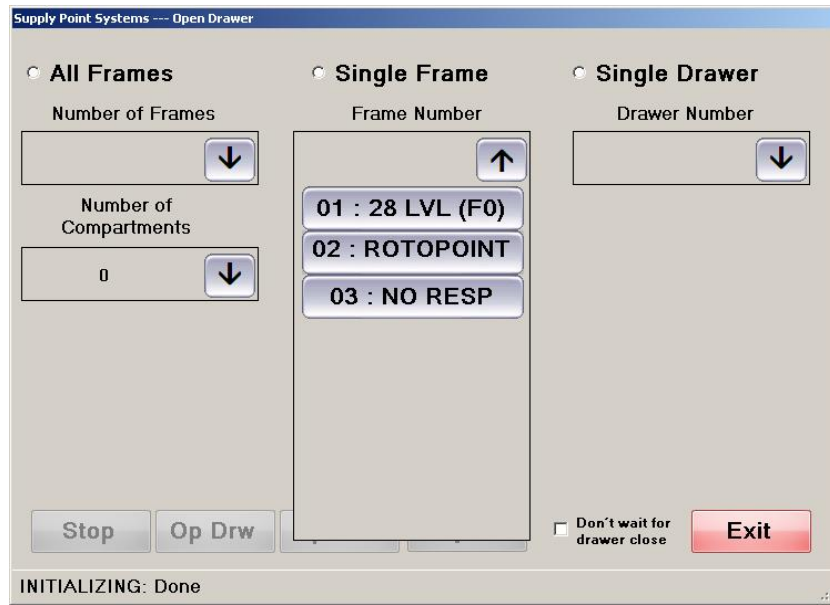 Supply Point Systems --- Open Drawer
All Frames
Single Frame
Single Drawer
Number of Frames
Frame Number
Drawer Number
01 : 28 LVL (F0)
Number of
Compartments
02 : ROTOPOINT
0
03 : NO RESP
Stop
Op Drw
Don´t wait for
drawer close
Exit
INITIALIZING: Done